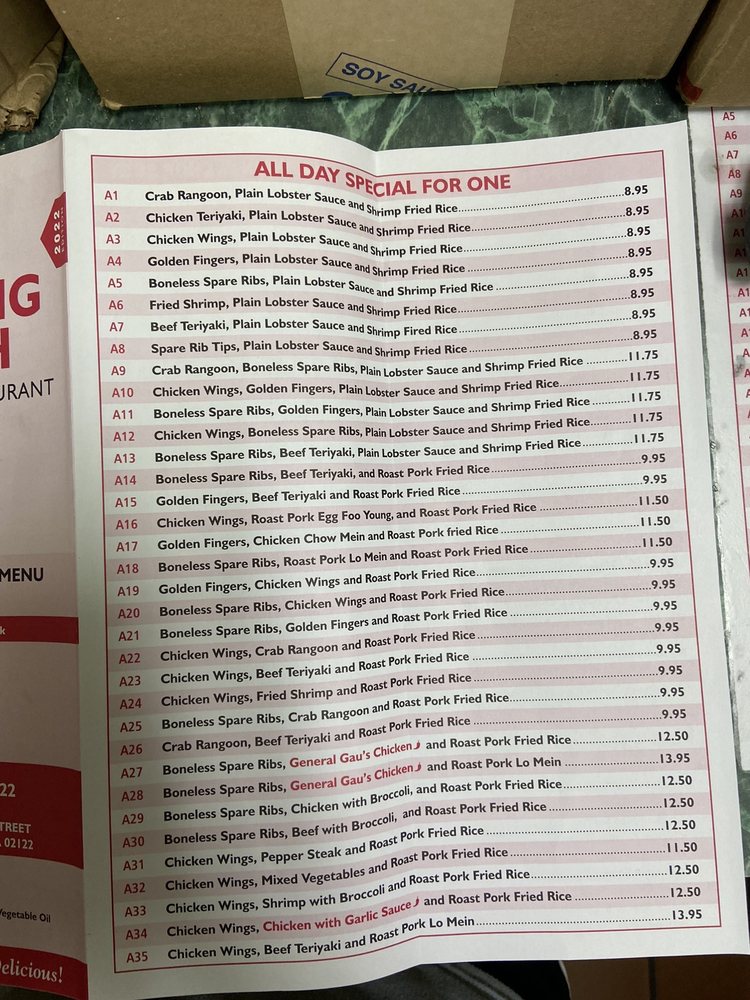 SOY SAU
ALL DAY SPECIAL FOR ONE
A1 Crab Rangoon, Plain Lobster Sauce and Shrimp Fried Rice 8.95
A2 Chicken Teriyaki, Plain Lobster Sauce and Shrimp Fried Rice 8.95
A3 Chicken Wings, Plain Lobster Sauce and Shrimp Fried Rice 8.95
A4 Golden Fingers, Plain Lobster Sauce and Shrimp Fried Rice 8.95
A5 Boneless Spare Ribs, Plain Lobster Sauce and Shrimp Fried Rice 8.95
A6 Fried Shrimp, Plain Lobster Sauce and Shrimp Fried Rice 8.95
A7 Beef Teriyaki, Plain Lobster Sauce and Shrimp Fried Rice 8.95
A8 Spare Rib Tips, Plain Lobster Sauce and Shrimp Fried Rice 8.95
A9 Crab Rangoon, Boneless Spare Ribs, Plain Lobster Sauce and Shrimp Fried Rice 11.75
A10 Chicken Wings, Golden Fingers, Plain Lobster Sauce and Shrimp Fried Rice 11.75
A11 Boneless Spare Ribs, Golden Fingers, Plain Lobster Sauce and Shrimp Fried Rice 11.75
A12 Chicken Wings, Boneless Spare Ribs, Plain Lobster Sauce and Shrimp Fried Rice 11.75
A13 Boneless Spare Ribs, Beef Teriyaki, Plain Lobster Sauce and Shrimp Fried Rice 11.75
A14 Boneless Spare Ribs, Beef Teriyaki, and Roast Pork Fried Rice 9.95
A15 Golden Fingers, Beef Teriyaki and Roast Pork Fried Rice 9.95
A16 Chicken Wings, Roast Pork Egg Foo Young, and Roast Pork Fried Rice 11.50
A17 Golden Fingers, Chicken Chow Mein and Roast Pork fried Rice 11.50
A18 Boneless Spare Ribs, Roast Pork Lo Mein and Roast Pork Fried Rice 11.50
A19 Golden Fingers, Chicken Wings and Roast Pork Fried Rice 9.95
A20 Boneless Spare Ribs, Chicken Wings and Roast Pork Fried Rice 9.95
A21 Boneless Spare Ribs, Golden Fingers and Roast Pork Fried Rice 9.95
A22 Chicken Wings, Crab Rangoon and Roast Pork Fried Rice 9.95
A23 Chicken Wings, Beef Teriyaki and Roast Pork Fried Rice 9.95
A24 Chicken Wings, Fried Shrimp and Roast Pork Fried Rice 9.95
A25 Boneless Spare Ribs, Crab Rangoon and Roast Pork Fried Rice 9.95
A26 Crab Rangoon, Beef Teriyaki and Roast Pork Fried Rice 9.95
A27 Boneless Spare Ribs, General Gau's Chicken and Roast Pork Fried Rice 12.50
A28 Boneless Spare Ribs, General Gau's Chicken and Roast Pork Lo Mein 13.95
A29 Boneless Spare Ribs, Chicken with Broccoli, and Roast Pork Fried Rice 12.50
A30 Boneless Spare Ribs, Beef with Broccoli, and Roast Pork Fried Rice 12.50
A31 Chicken Wings, Pepper Steak and Roast Pork Fried Rice 12.50
A32 Chicken Wings, Mixed Vegetables and Roast Pork Fried Rice 11.50
A33 Chicken Wings, Shrimp with Broccoli and Roast Pork Fried Rice 12.50
A34 Chicken Wings, Chicken with Garlic Sauce and Roast Pork Fried Rice 12.50
A35 Chicken Wings, Beef Teriyaki and Roast Pork Lo Mein 13.95
2022
NG
H
URANT
MENU
k
22
TREET
02122
Vegetable Oil
Delicious!
A5
A6
A7
A8
A9